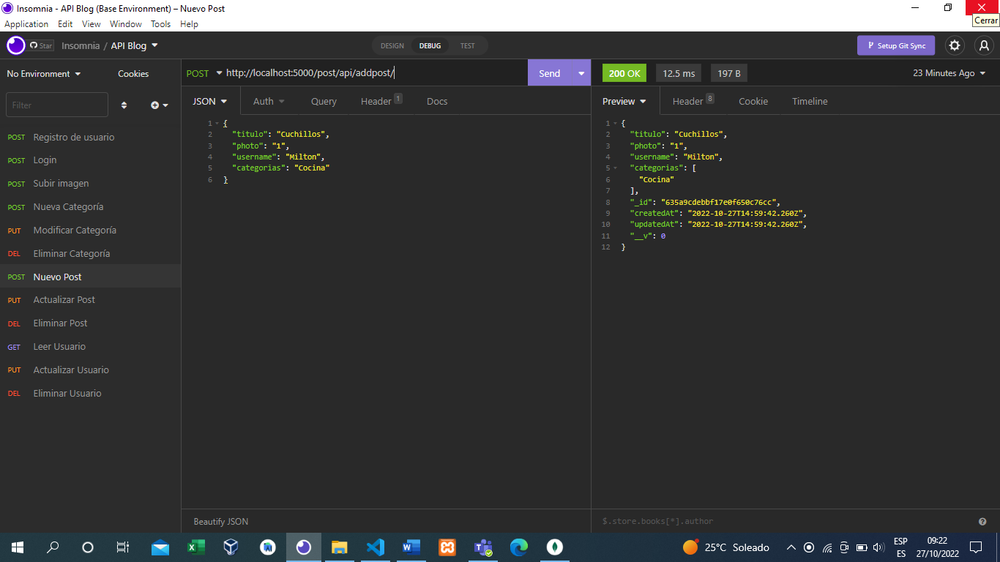 Insomnia - API Blog (Base Environment) – Nuevo Post
Cerrar
Application Edit View Window Tools Help
Star
Insomnia / API Blog
DESIGN DEBUG TEST
Setup Git Sync
No Environment Cookies
POST http://localhost:5000/post/api/addpost/
Send
200 OK 12.5 ms 197 B
23 Minutes Ago
Filter
JSON Auth Query Header 1 Docs
Preview Header 8 Cookie Timeline
POST Registro de usuario
POST Login
POST Subir imagen
POST Nueva Categoría
PUT Modificar Categoría
DEL Eliminar Categoría
POST Nuevo Post
PUT Actualizar Post
DEL Eliminar Post
GET Leer Usuario
PUT Actualizar Usuario
DEL Eliminar Usuario
1 {
2 "titulo": "Cuchillos",
3 "photo": "1",
4 "username": "Milton",
5 "categorias": "Cocina"
6 }
1 {
2 "titulo": "Cuchillos",
3 "photo": "1",
4 "username": "Milton",
5 "categorias": [
6 "Cocina"
7 ],
8 "_id": "635a9cdebbf17e0f650c76cc",
9 "createdAt": "2022-10-27T14:59:42.260Z",
10 "updatedAt": "2022-10-27T14:59:42.260Z",
11 "__v": 0
12 }
Beautify JSON
$.store.books[*].author
25°C Soleado
ESP
ES
09:22
27/10/2022